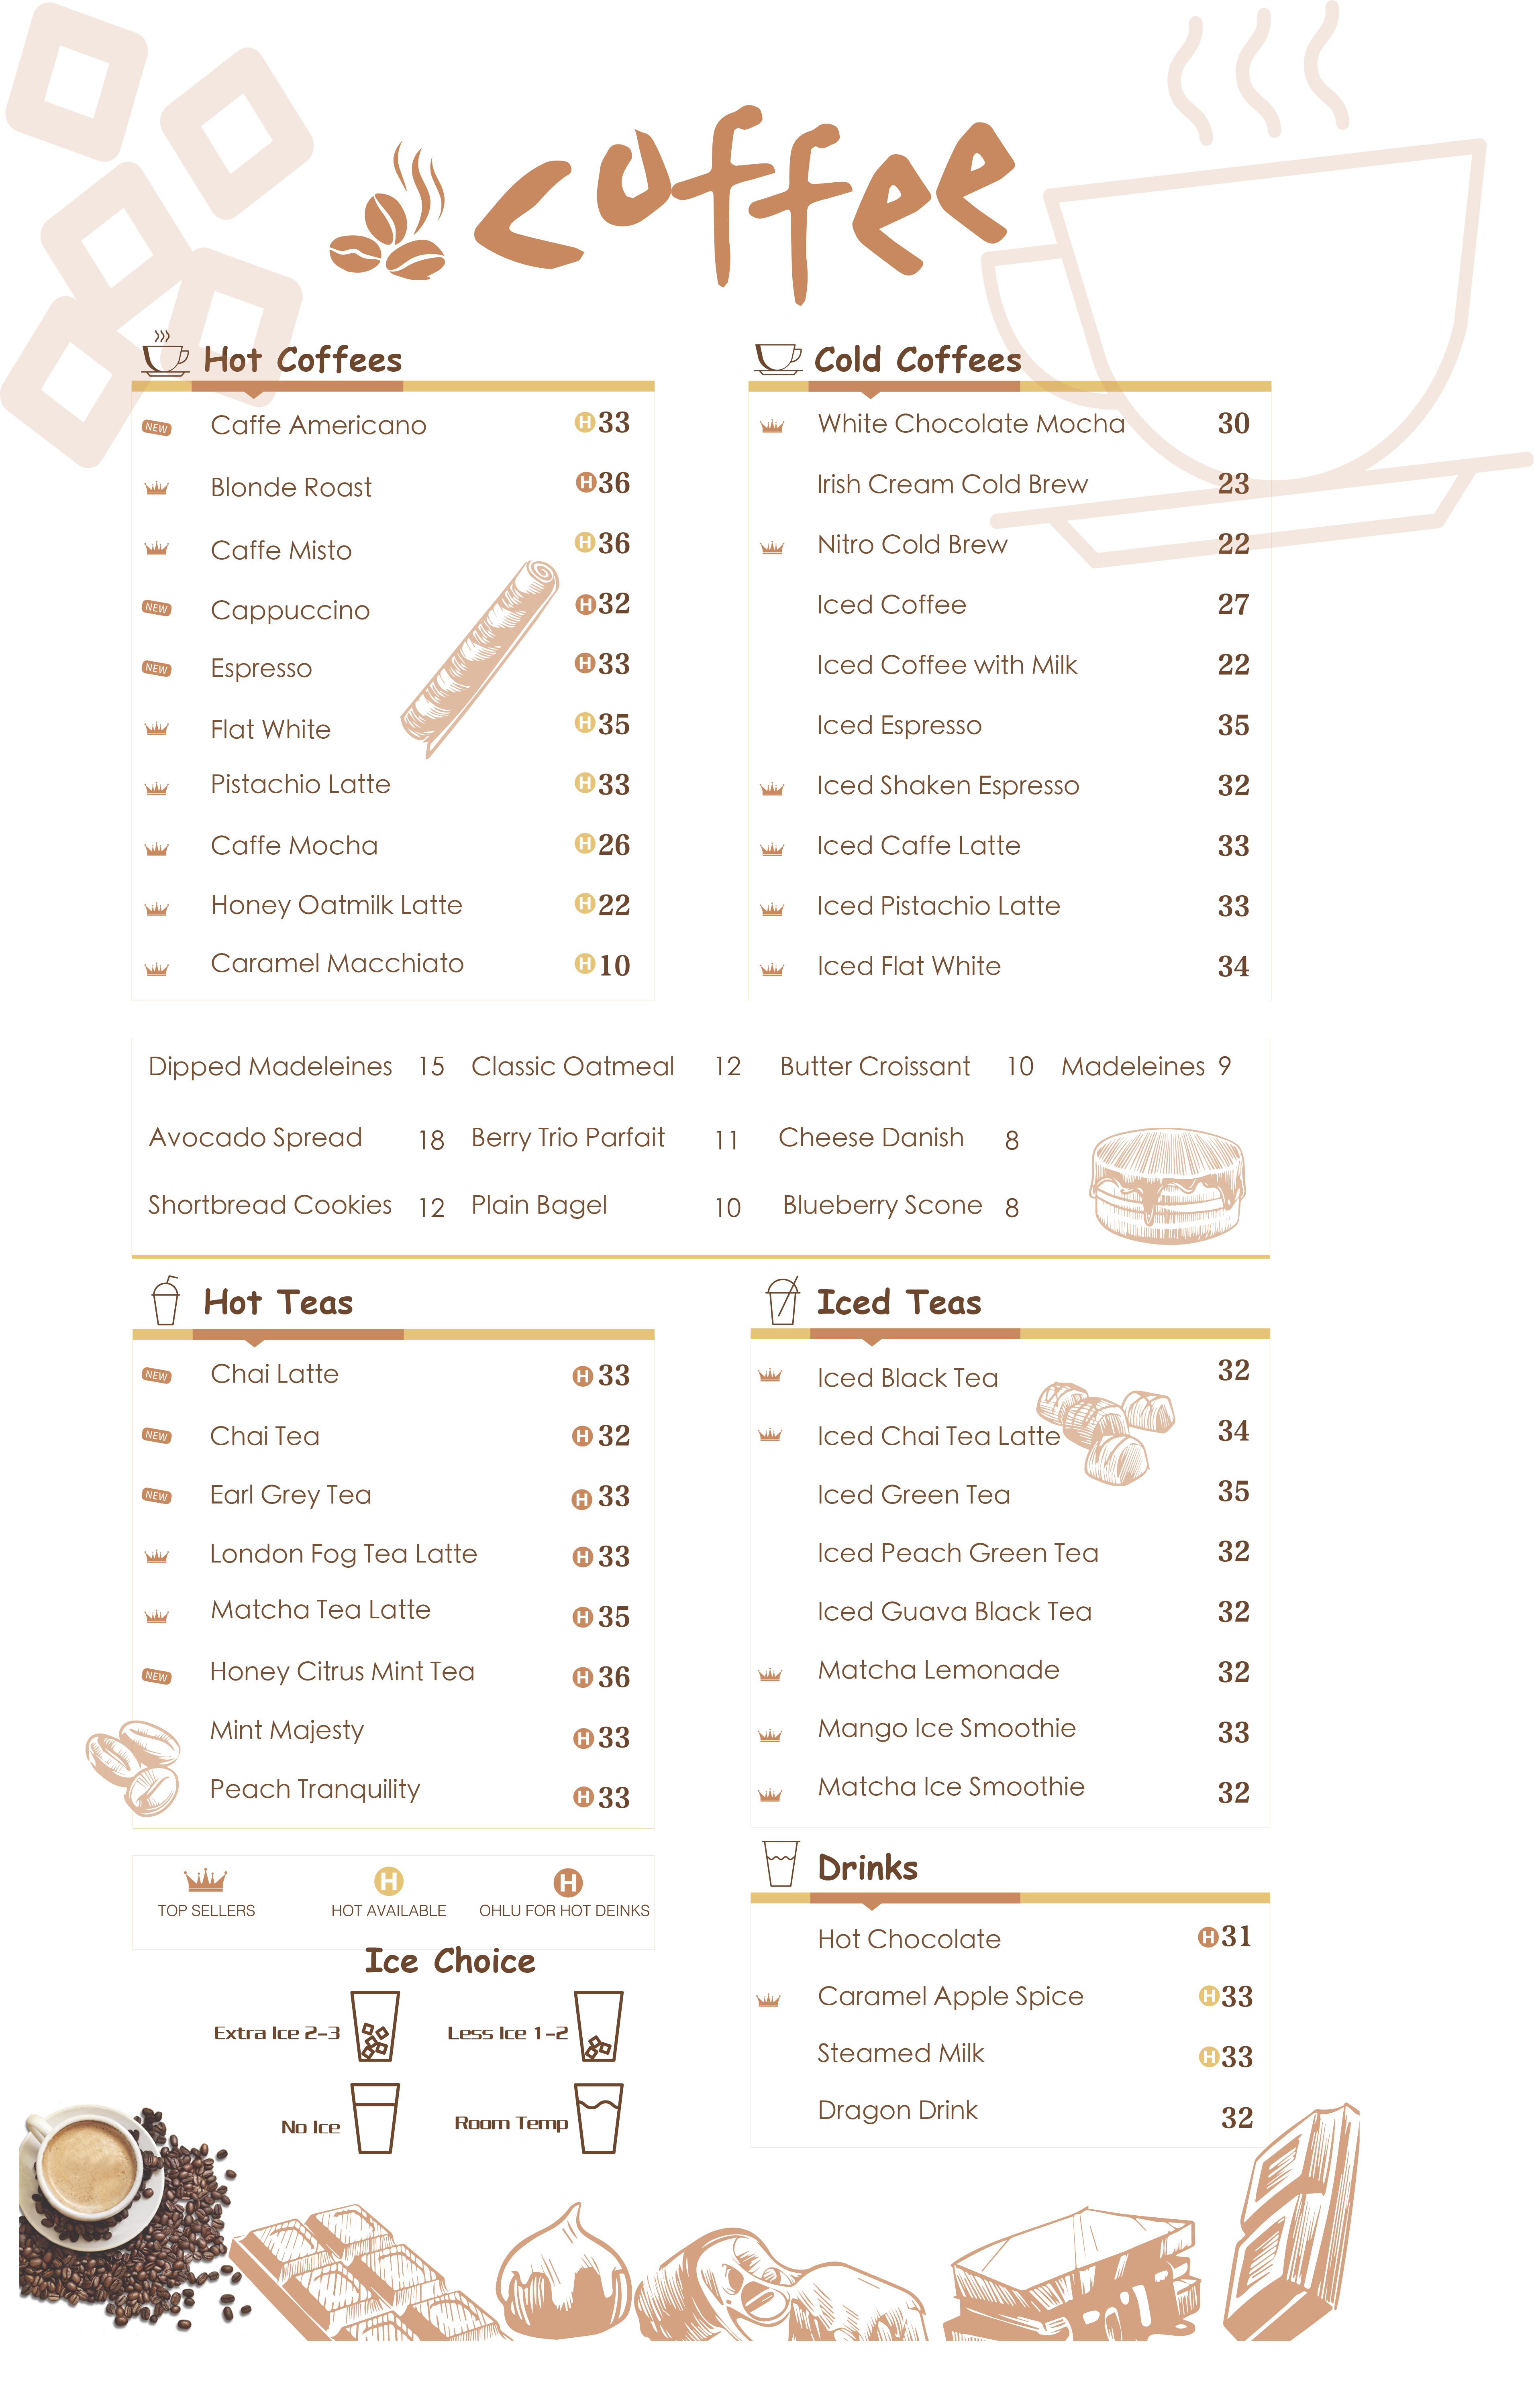 coffee
Hot Coffees
NEW Caffe Americano H 33
Blonde Roast H 36
Caffe Misto H 36
NEW Cappuccino H 32
NEW Espresso H 33
Flat White H 35
Pistachio Latte H 33
Caffe Mocha H 26
Honey Oatmilk Latte H 22
Caramel Macchiato H 10
Cold Coffees
White Chocolate Mocha 30
Irish Cream Cold Brew 23
Nitro Cold Brew 22
Iced Coffee 27
Iced Coffee with Milk 22
Iced Espresso 35
Iced Shaken Espresso 32
Iced Caffe Latte 33
Iced Pistachio Latte 33
Iced Flat White 34
Dipped Madeleines 15 Classic Oatmeal 12 Butter Croissant 10 Madeleines 9
Avocado Spread 18 Berry Trio Parfait 11 Cheese Danish 8
Shortbread Cookies 12 Plain Bagel 10 Blueberry Scone 8
Hot Teas
NEW Chai Latte H 33
NEW Chai Tea H 32
NEW Earl Grey Tea H 33
London Fog Tea Latte H 33
Matcha Tea Latte H 35
NEW Honey Citrus Mint Tea H 36
Mint Majesty H 33
Peach Tranquility H 33
Iced Teas
Iced Black Tea 32
Iced Chai Tea Latte 34
Iced Green Tea 35
Iced Peach Green Tea 32
Iced Guava Black Tea 32
Matcha Lemonade 32
Mango Ice Smoothie 33
Matcha Ice Smoothie 32
H H
TOP SELLERS HOT AVAILABLE OHLU FOR HOT DEINKS
Ice Choice
Extra Ice 2-3 Less Ice 1-2
No Ice Room Temp
Drinks
Hot Chocolate H 31
Caramel Apple Spice H 33
Steamed Milk H 33
Dragon Drink 32